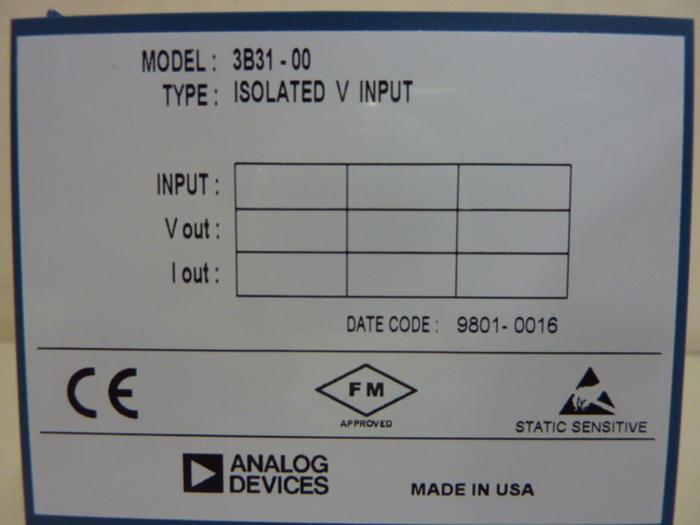 MODEL: 3B31-00
TYPE: ISOLATED V INPUT
INPUT:
V out:
I out:
DATE CODE: 9801-0016
CE
FM
APPROVED
STATIC SENSITIVE
ANALOG
DEVICES
MADE IN USA